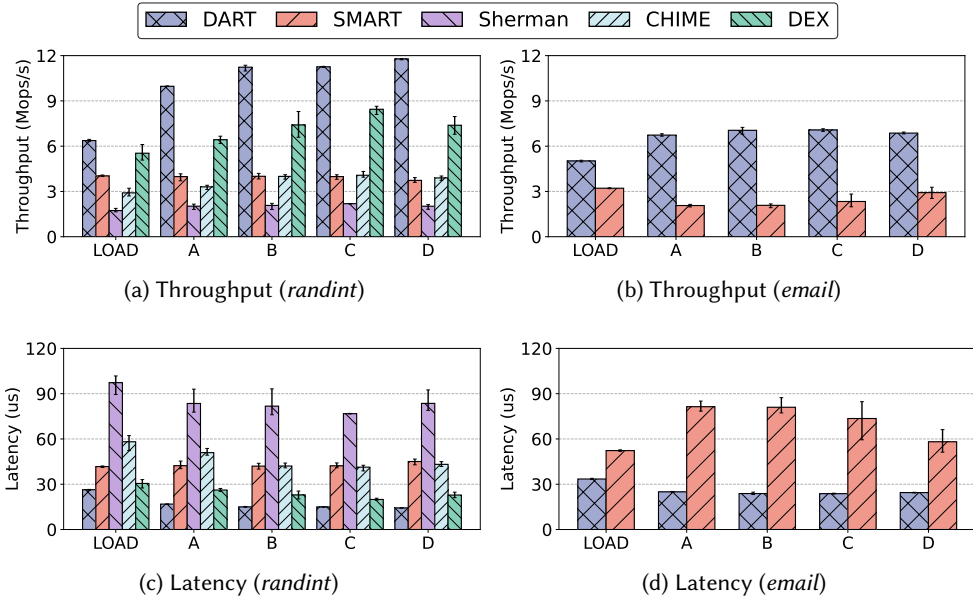 DART SMART Sherman CHIME DEX
Throughput (Mops/s)
12
9
6
3
0
LOAD A B C D
(a) Throughput (randint)
Throughput (Mops/s)
12
9
6
3
0
LOAD A B C D
(b) Throughput (email)
Latency (us)
120
90
60
30
0
LOAD A B C D
(c) Latency (randint)
Latency (us)
120
90
60
30
0
LOAD A B C D
(d) Latency (email)